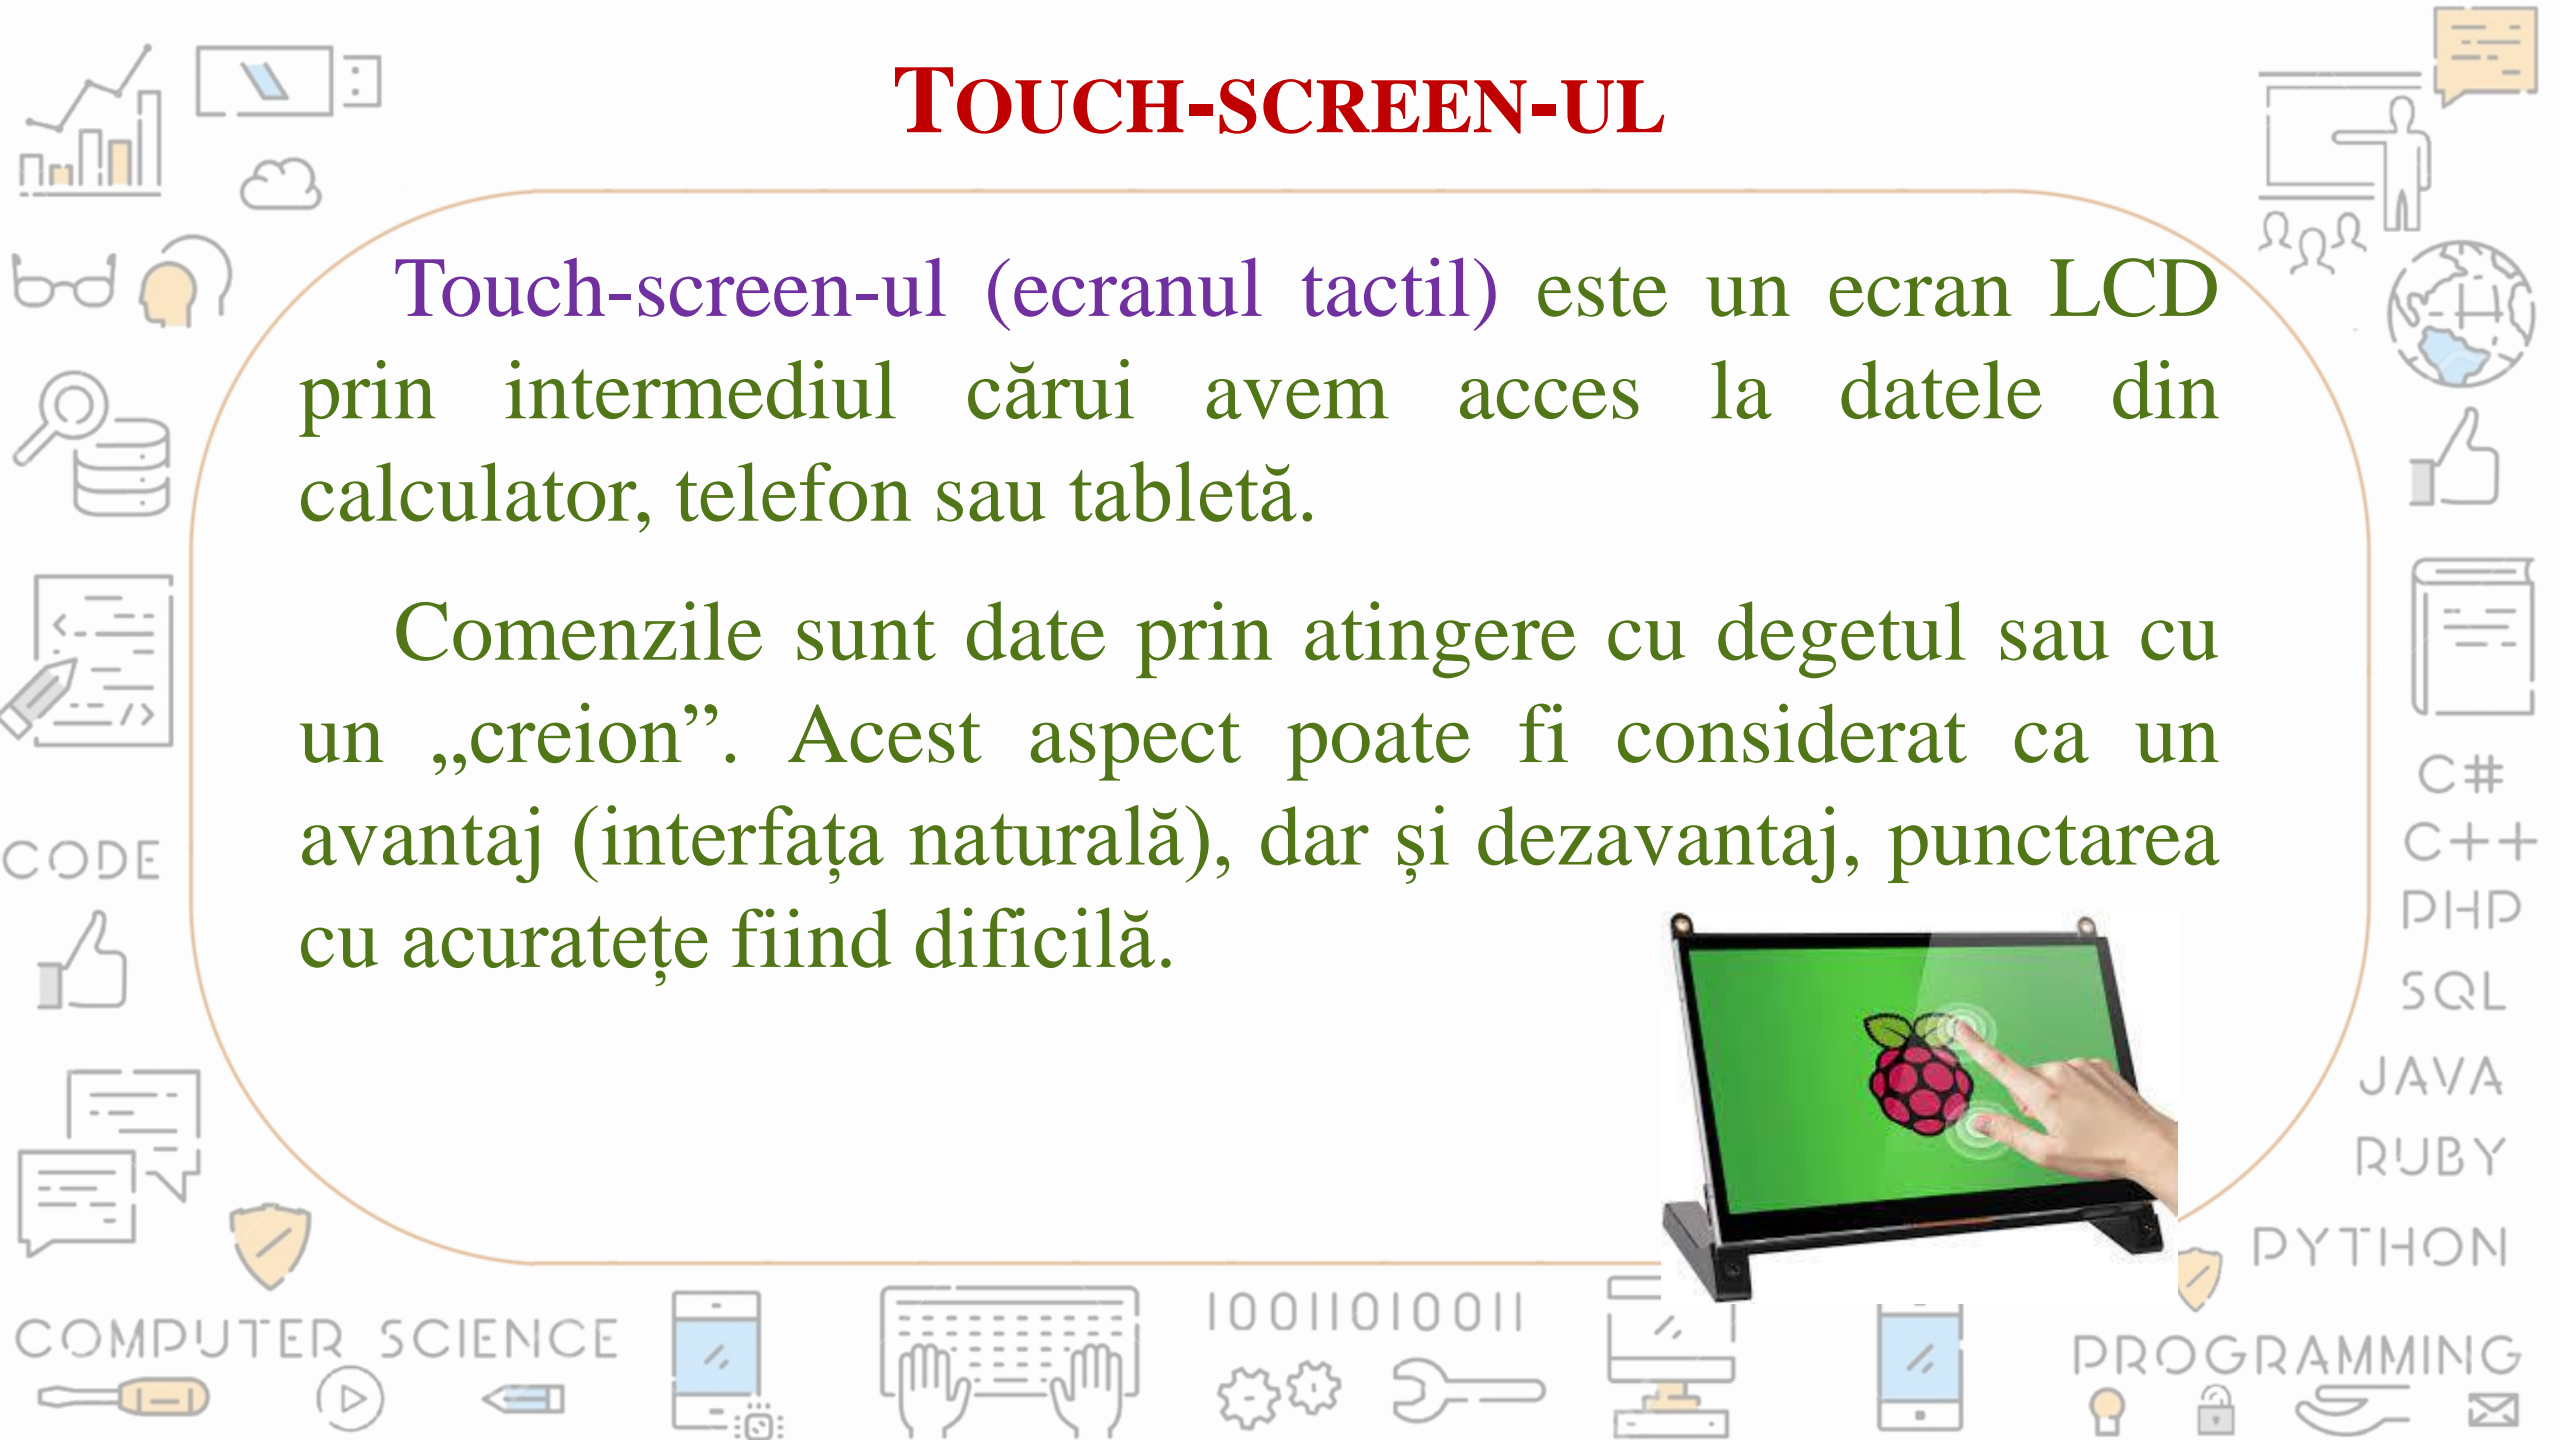 TOUCH-SCREEN-UL
Touch-screen-ul (ecranul tactil) este un ecran LCD
prin intermediul cărui avem acces la datele din
calculator, telefon sau tabletă.
Comenzile sunt date prin atingere cu degetul sau cu
un „creion”. Acest aspect poate fi considerat ca un
avantaj (interfața naturală), dar și dezavantaj, punctarea
cu acuratețe fiind dificilă.
CODE
C#
C++
PHP
SQL
JAVA
RUBY
PYTHON
COMPUTER SCIENCE
10011010011
PROGRAMMING